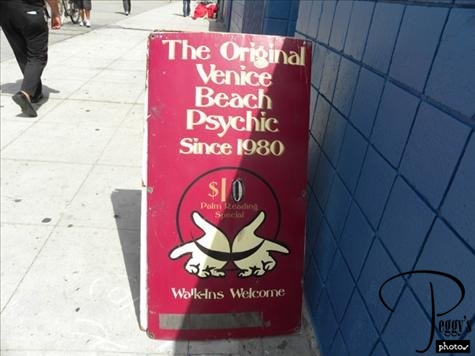 The Original
Venice
Beach
Psychic
Since 1980
$10
Palm Reading
Special
Walk-Ins Welcome
Peggy's
photos